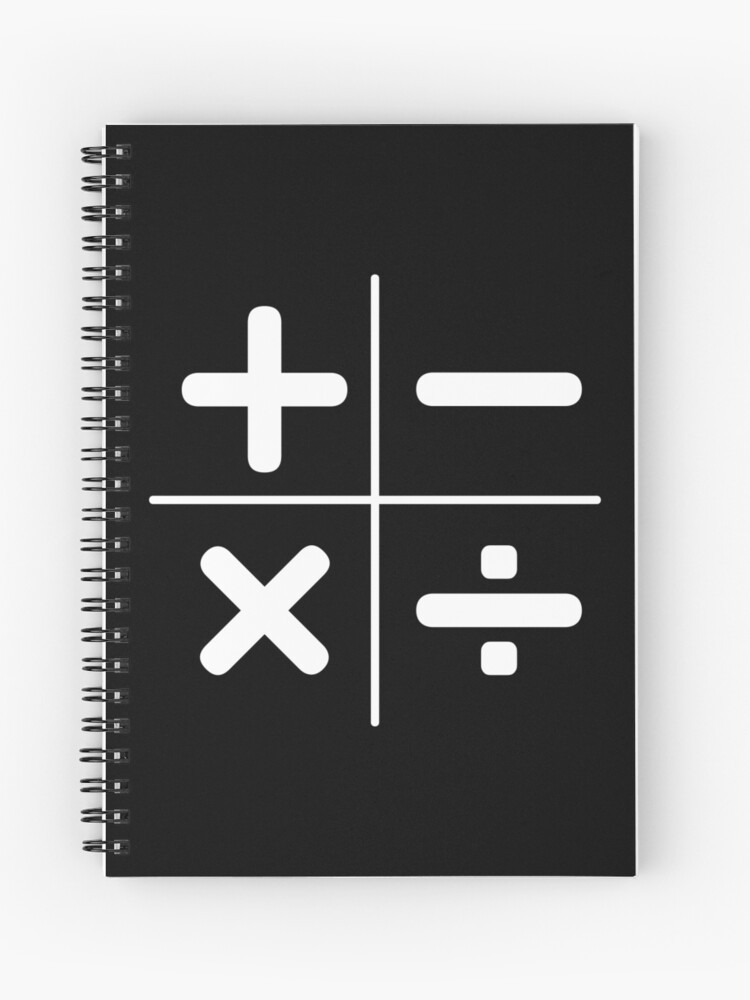 + −
× ÷